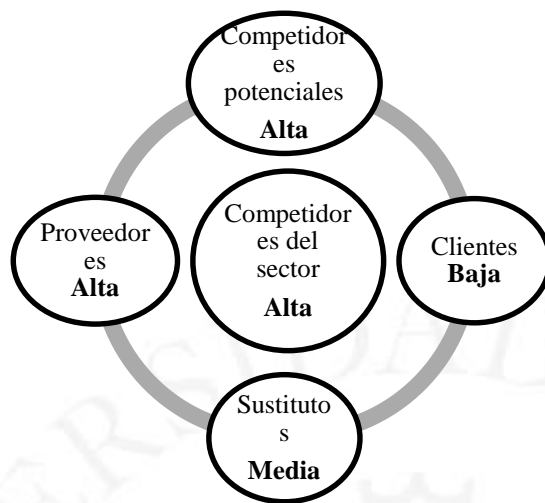 Competidor
es
potenciales
Alta
Proveedor
es
Alta
Competidor
es del
sector
Alta
Clientes
Baja
Sustituto
s
Media